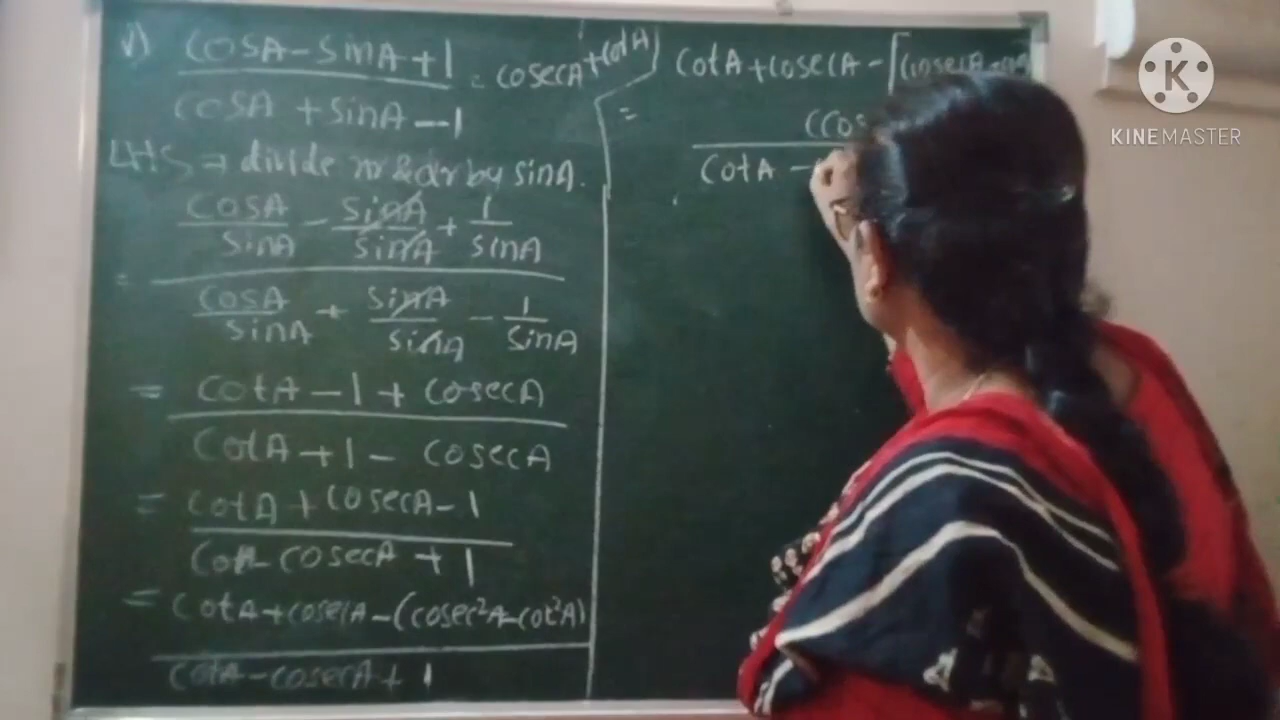 v) cosA - sinA + 1 = cosecA + cotA
cosA + sinA - 1
LHS → divide nr & dr by sinA.
cosA/sinA - sinA/sinA + 1/sinA
= cosA/sinA + sinA/sinA - 1/sinA
= cotA - 1 + cosecA
cotA + 1 - cosecA
= cotA + cosecA - 1
cot - cosecA + 1
= cotA + cosecA - (cosec²A - cot²A)
cotA - cosecA + 1
cotA + cosecA - [(cosecA
=
cotA -
KINEMASTER